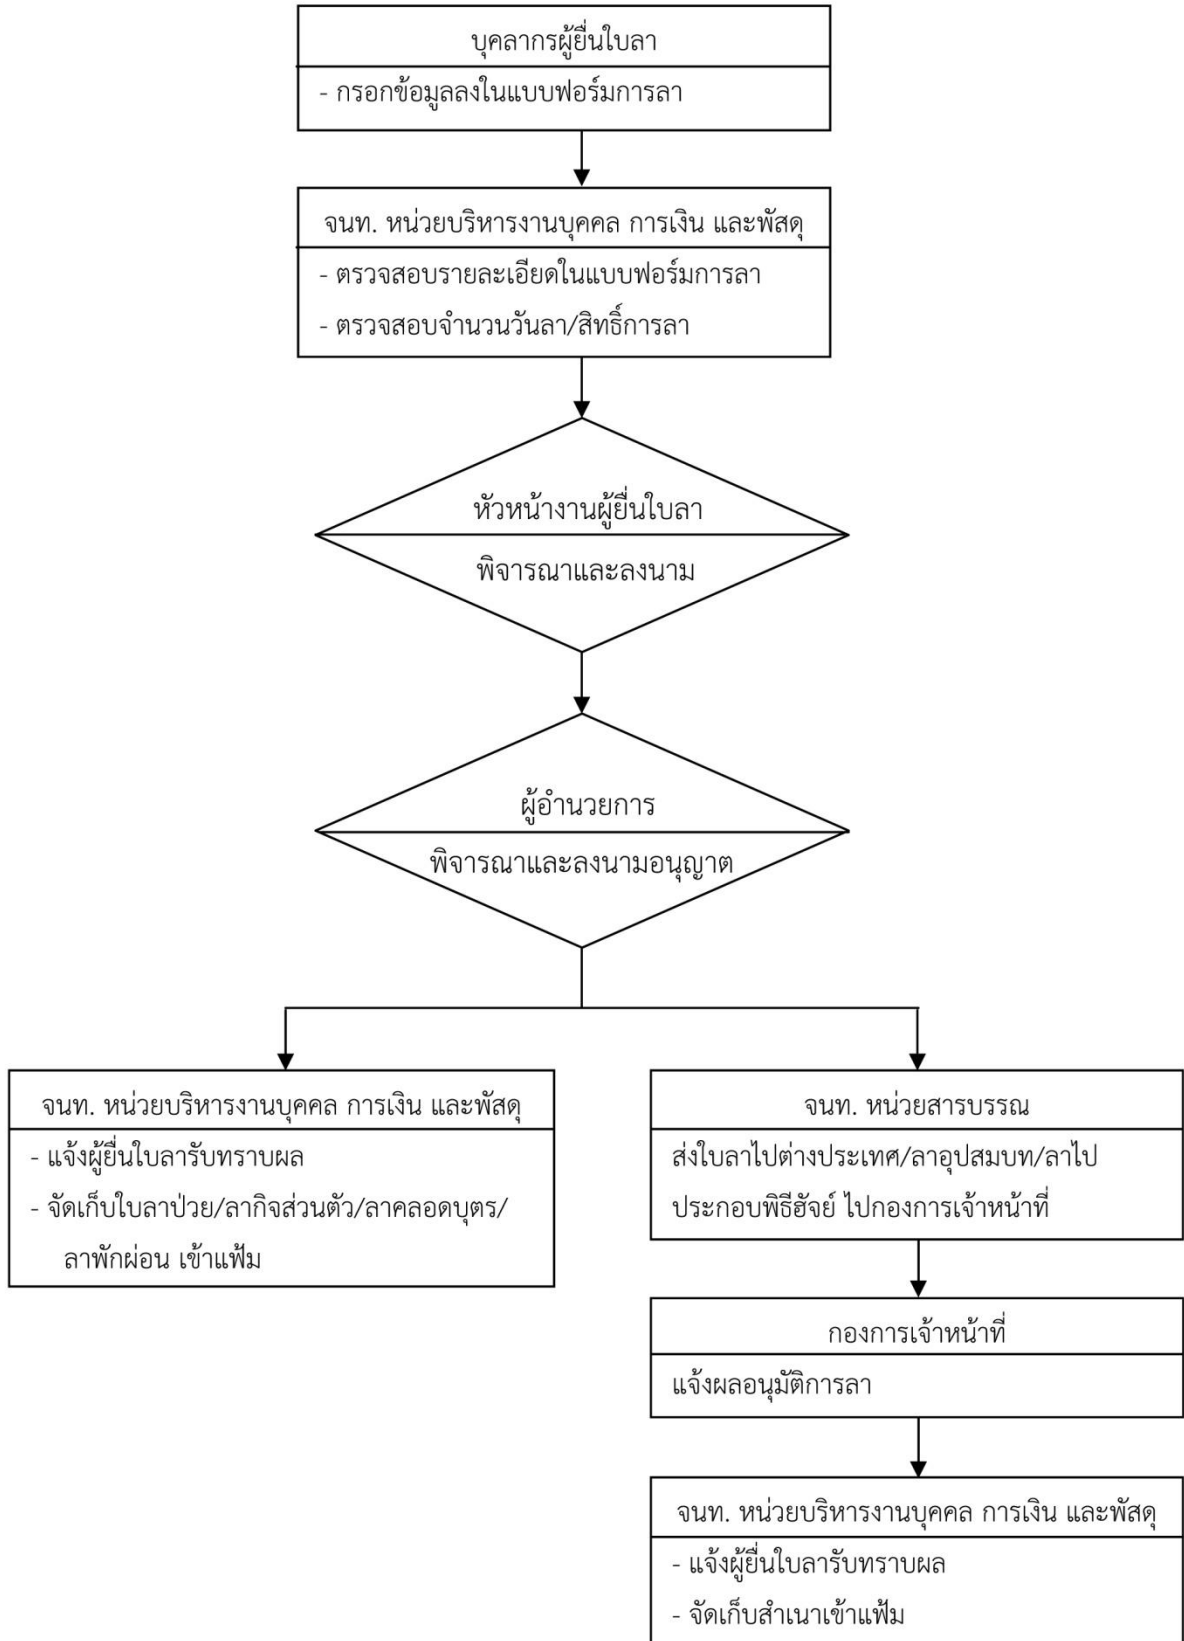 บุคลากรผู้ยื่นใบลา
- กรอกข้อมูลลงในแบบฟอร์มการลา
จนท. หน่วยบริหารงานบุคคล การเงิน และพัสดุ
- ตรวจสอบรายละเอียดในแบบฟอร์มการลา
- ตรวจสอบจำนวนวันลา/สิทธิ์การลา
หัวหน้างานผู้ยื่นใบลา
พิจารณาและลงนาม
ผู้อำนวยการ
พิจารณาและลงนามอนุญาต
จนท. หน่วยบริหารงานบุคคล การเงิน และพัสดุ
- แจ้งผู้ยื่นใบลารับทราบผล
- จัดเก็บใบลาป่วย/ลากิจส่วนตัว/ลาคลอดบุตร/
ลาพักผ่อน เข้าแฟ้ม
จนท. หน่วยสารบรรณ
ส่งใบลาไปต่างประเทศ/ลาอุปสมบท/ลาไป
ประกอบพิธีฮัจย์ ไปกองการเจ้าหน้าที่
กองการเจ้าหน้าที่
แจ้งผลอนุมัติการลา
จนท. หน่วยบริหารงานบุคคล การเงิน และพัสดุ
- แจ้งผู้ยื่นใบลารับทราบผล
- จัดเก็บสำเนาเข้าแฟ้ม